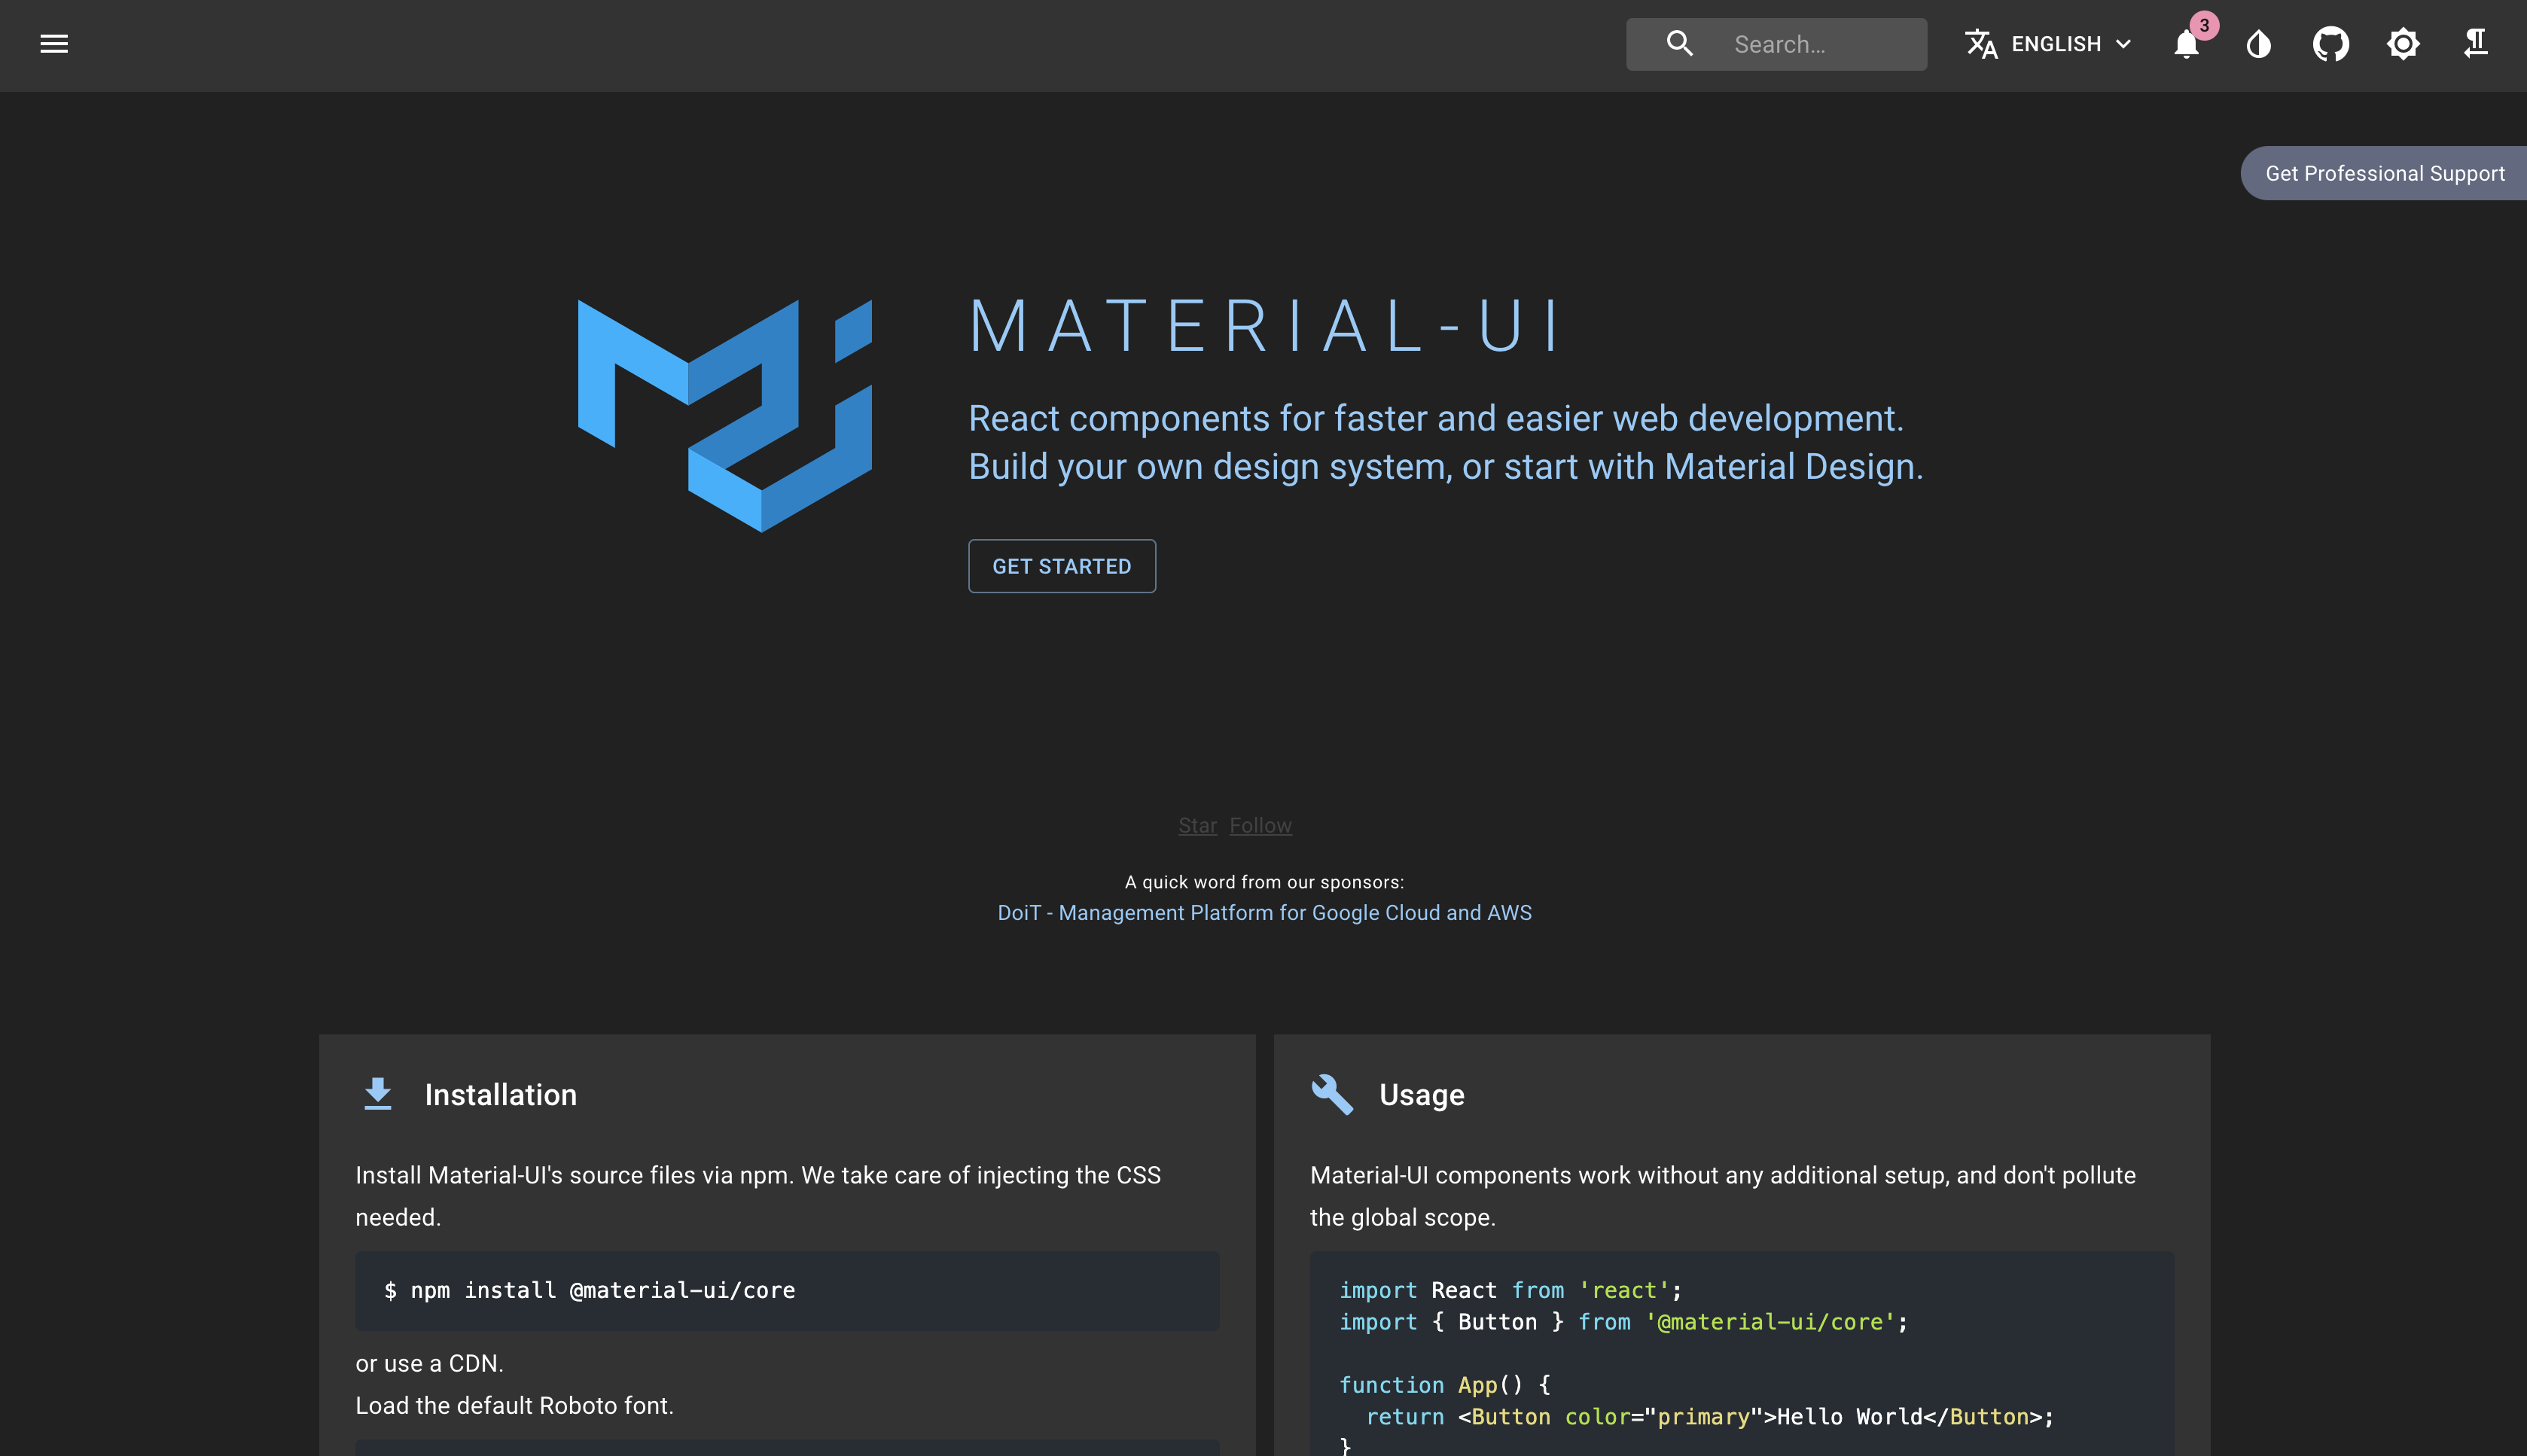 Search…
ENGLISH
3
Get Professional Support
MATERIAL-UI
React components for faster and easier web development.
Build your own design system, or start with Material Design.
GET STARTED
Star Follow
A quick word from our sponsors:
DoiT - Management Platform for Google Cloud and AWS
Installation
Install Material-UI's source files via npm. We take care of injecting the CSS
needed.
$ npm install @material-ui/core
or use a CDN.
Load the default Roboto font.
Usage
Material-UI components work without any additional setup, and don't pollute
the global scope.
import React from 'react';
import { Button } from '@material-ui/core';
function App() {
  return <Button color="primary">Hello World</Button>;
}